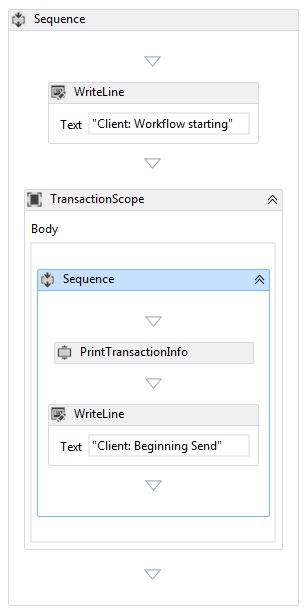 Sequence
WriteLine
Text "Client: Workflow starting"
TransactionScope
Body
Sequence
PrintTransactionInfo
WriteLine
Text "Client: Beginning Send"